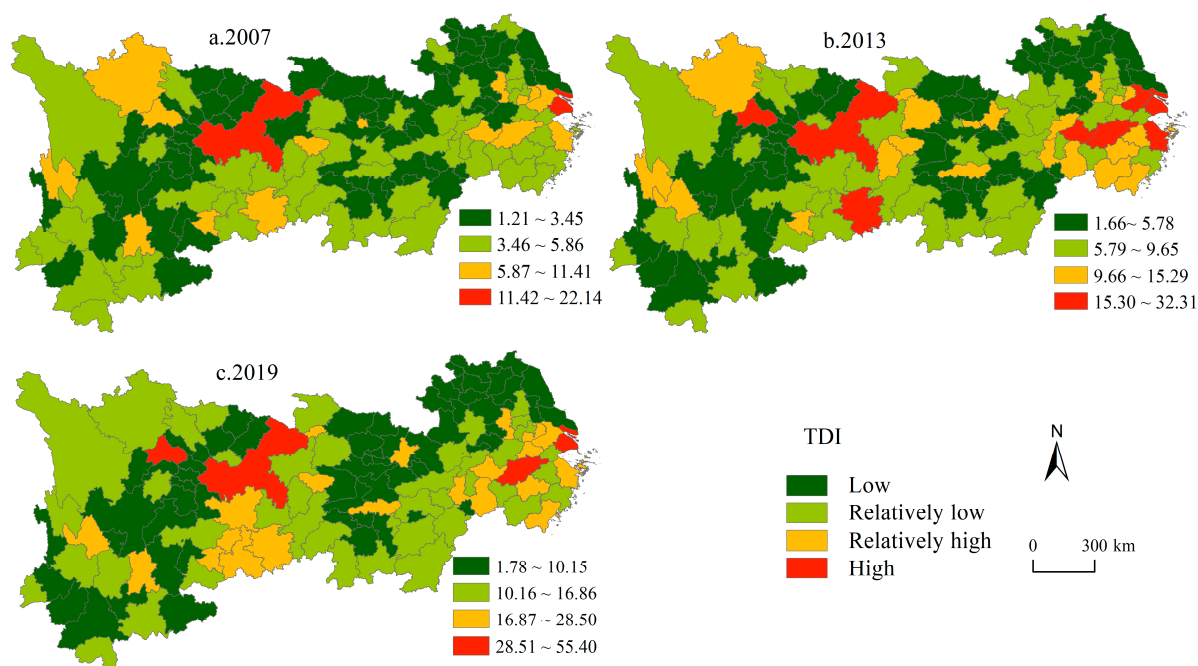 a.2007
1.21 ~ 3.45
3.46 ~ 5.86
5.87 ~ 11.41
11.42 ~ 22.14
b.2013
1.66~ 5.78
5.79 ~ 9.65
9.66 ~ 15.29
15.30 ~ 32.31
c.2019
1.78 ~ 10.15
10.16 ~ 16.86
16.87 ~ 28.50
28.51 ~ 55.40
TDI
Low
Relatively low
Relatively high
High
N
0 300 km